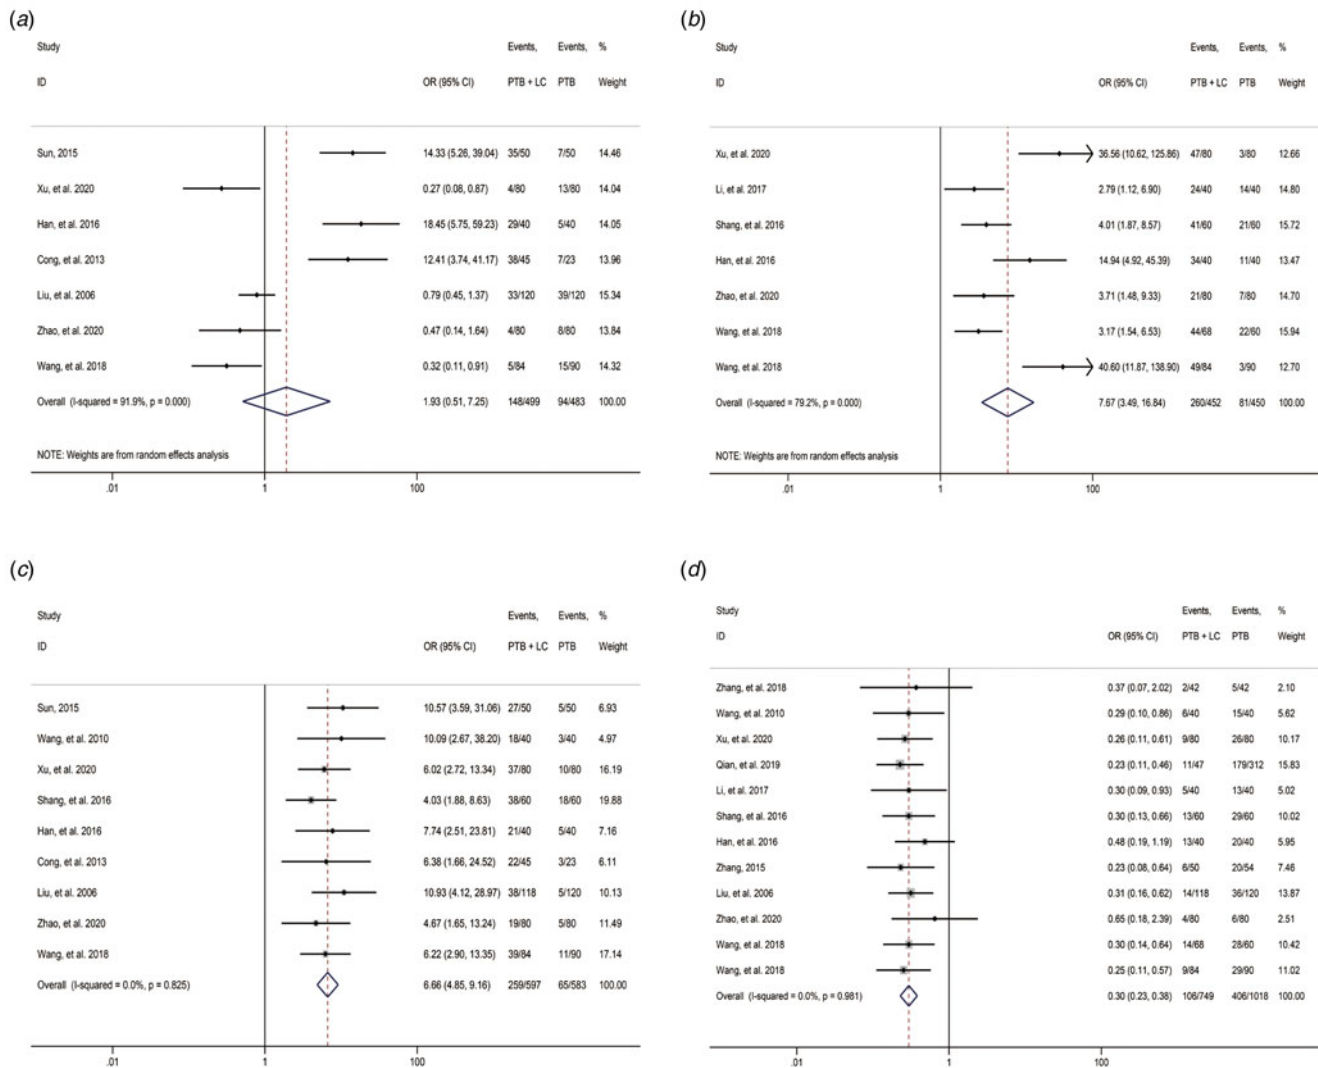 (a)
Study Events, Events, %
ID OR (95% CI) PTB + LC PTB Weight
Sun, 2015 14.33 (5.26, 39.04) 35/50 7/50 14.46
Xu, et al. 2020 0.27 (0.08, 0.87) 4/80 13/80 14.04
Han, et al. 2016 18.45 (5.75, 59.23) 29/40 5/40 14.05
Cong, et al. 2013 12.41 (3.74, 41.17) 38/45 7/23 13.96
Liu, et al. 2006 0.79 (0.45, 1.37) 33/120 39/120 15.34
Zhao, et al. 2020 0.47 (0.14, 1.64) 4/80 8/80 13.84
Wang, et al. 2018 0.32 (0.11, 0.91) 5/84 15/90 14.32
Overall (I-squared = 91.9%, p = 0.000) 1.93 (0.51, 7.25) 148/499 94/483 100.00
NOTE: Weights are from random effects analysis
.01 1 100
(b)
Study Events, Events, %
ID OR (95% CI) PTB + LC PTB Weight
Xu, et al. 2020 36.56 (10.62, 125.86) 47/80 3/80 12.66
Li, et al. 2017 2.79 (1.12, 6.90) 24/40 14/40 14.80
Shang, et al. 2016 4.01 (1.87, 8.57) 41/60 21/60 15.72
Han, et al. 2016 14.94 (4.92, 45.39) 34/40 11/40 13.47
Zhao, et al. 2020 3.71 (1.48, 9.33) 21/80 7/80 14.70
Wang, et al. 2018 3.17 (1.54, 6.53) 44/68 22/60 15.94
Wang, et al. 2018 40.60 (11.87, 138.90) 49/84 3/90 12.70
Overall (I-squared = 79.2%, p = 0.000) 7.67 (3.49, 16.84) 260/452 81/450 100.00
NOTE: Weights are from random effects analysis
.01 1 100
(c)
Study Events, Events, %
ID OR (95% CI) PTB + LC PTB Weight
Sun, 2015 10.57 (3.59, 31.06) 27/50 5/50 6.93
Wang, et al. 2010 10.09 (2.67, 38.20) 18/40 3/40 4.97
Xu, et al. 2020 6.02 (2.72, 13.34) 37/80 10/80 16.19
Shang, et al. 2016 4.03 (1.88, 8.63) 38/60 18/60 19.88
Han, et al. 2016 7.74 (2.51, 23.81) 21/40 5/40 7.16
Cong, et al. 2013 6.38 (1.66, 24.52) 22/45 3/23 6.11
Liu, et al. 2006 10.93 (4.12, 28.97) 38/118 5/120 10.13
Zhao, et al. 2020 4.67 (1.65, 13.24) 19/80 5/80 11.49
Wang, et al. 2018 6.22 (2.90, 13.35) 39/84 11/90 17.14
Overall (I-squared = 0.0%, p = 0.825) 6.66 (4.85, 9.16) 259/597 65/583 100.00
.01 1 100
(d)
Study Events, Events, %
ID OR (95% CI) PTB + LC PTB Weight
Zhang, et al. 2018 0.37 (0.07, 2.02) 2/42 5/42 2.10
Wang, et al. 2010 0.29 (0.10, 0.86) 6/40 15/40 5.62
Xu, et al. 2020 0.26 (0.11, 0.61) 9/80 26/80 10.17
Qian, et al. 2019 0.23 (0.11, 0.46) 11/47 179/312 15.83
Li, et al. 2017 0.30 (0.09, 0.93) 5/40 13/40 5.02
Shang, et al. 2016 0.30 (0.13, 0.66) 13/60 29/60 10.02
Han, et al. 2016 0.48 (0.19, 1.19) 13/40 20/40 5.95
Zhang, 2015 0.23 (0.08, 0.64) 6/50 20/54 7.46
Liu, et al. 2006 0.31 (0.16, 0.62) 14/118 36/120 13.87
Zhao, et al. 2020 0.65 (0.18, 2.39) 4/80 6/80 2.51
Wang, et al. 2018 0.30 (0.14, 0.64) 14/68 28/60 10.42
Wang, et al. 2018 0.25 (0.11, 0.57) 9/84 29/90 11.02
Overall (I-squared = 0.0%, p = 0.981) 0.30 (0.23, 0.38) 106/749 406/1018 100.00
.01 1 100